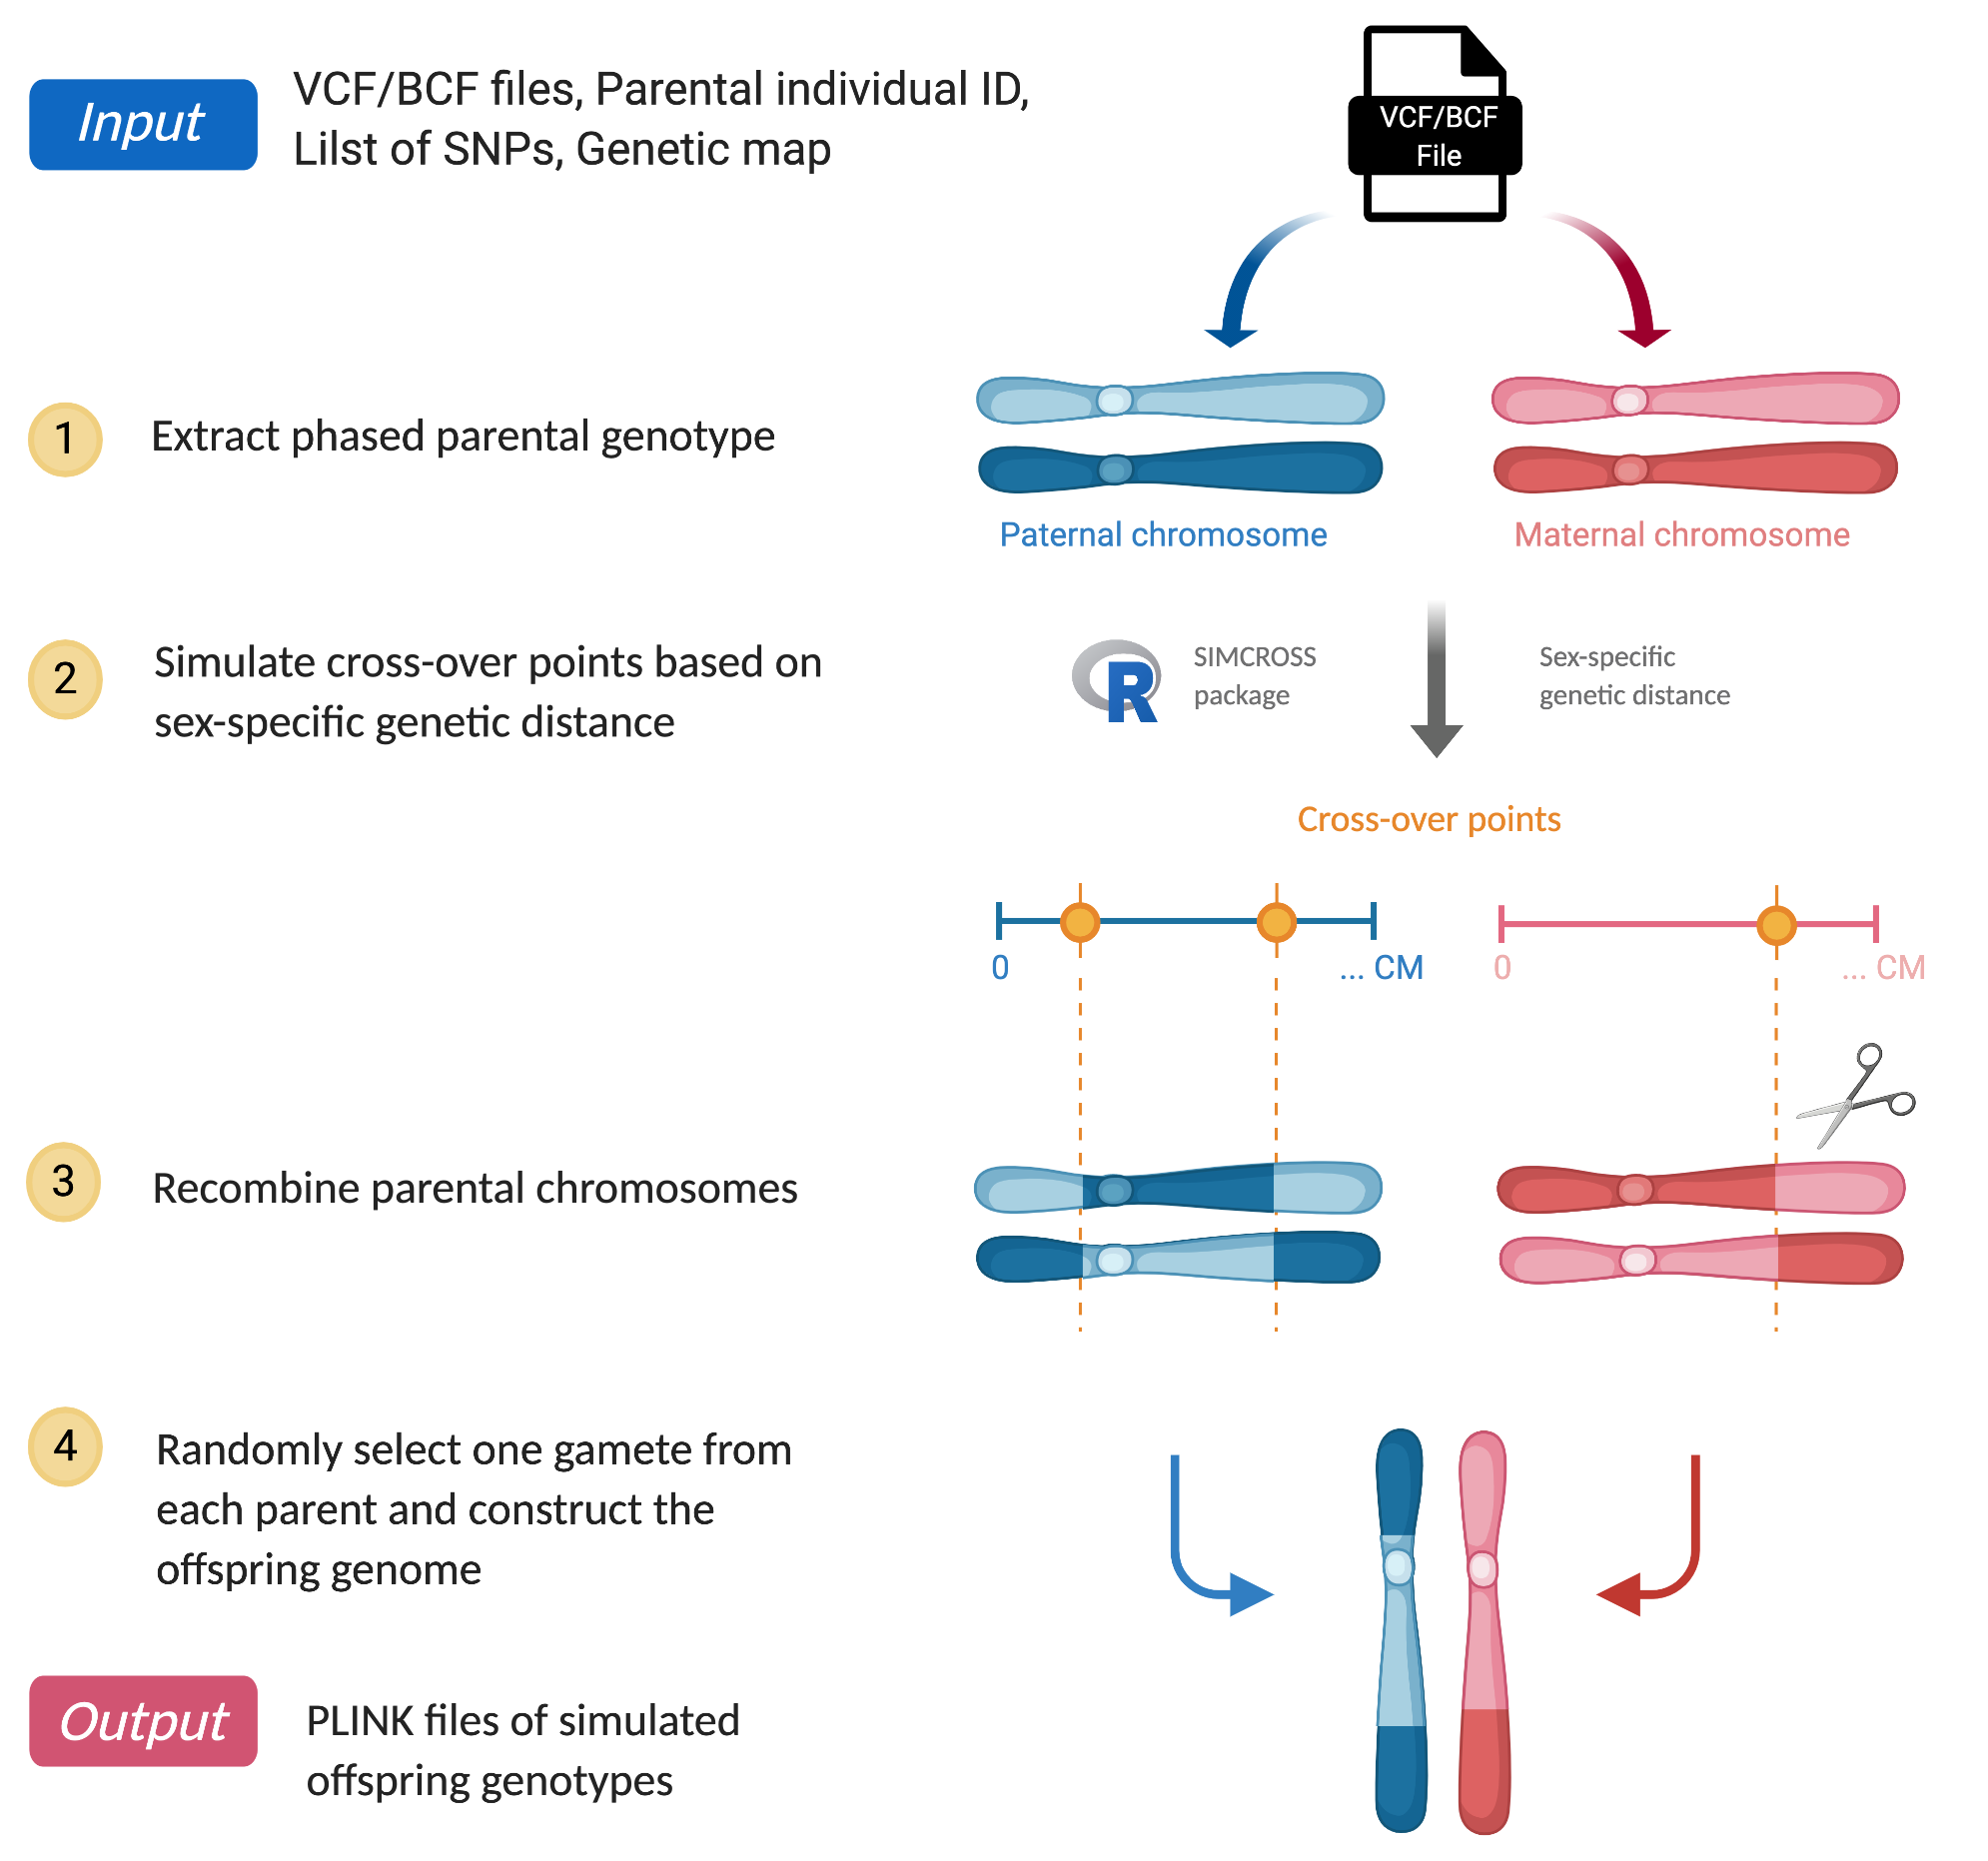 Input
VCF/BCF files, Parental individual ID,
Lilst of SNPs, Genetic map
VCF/BCF
File
1
Extract phased parental genotype
Paternal chromosome
Maternal chromosome
2
Simulate cross-over points based on
sex-specific genetic distance
R
SIMCROSS
package
Sex-specific
genetic distance
Cross-over points
0
... CM
0
... CM
3
Recombine parental chromosomes
4
Randomly select one gamete from
each parent and construct the
offspring genome
Output
PLINK files of simulated
offspring genotypes